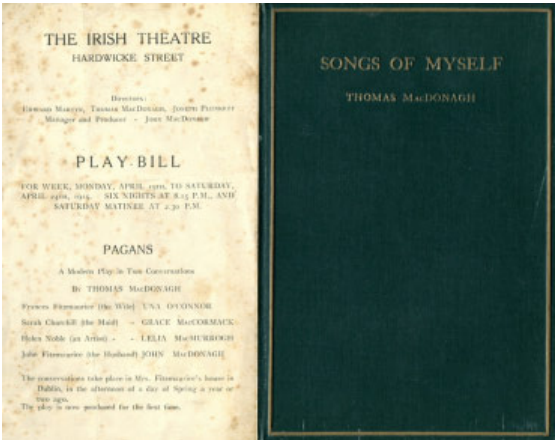 THE IRISH THEATRE
HARDWICKE STREET
Directors:
EDWARD MARTYN, THOMAS MACDONAGH, JOSEPH PLUNKETT
Manager and Producer - JOHN MACDONAGH
PLAY BILL
FOR WEEK, MONDAY, APRIL 19TH, TO SATURDAY,
APRIL 24TH, 1915. SIX NIGHTS AT 8.15 P.M., AND
SATURDAY MATINEE AT 2.30 P.M.
PAGANS
A Modern Play in Two Conversations
BY THOMAS MACDONAGH
Frances Fitzmaurice (the Wife) UNA O'CONNOR
Sarah Churchill (the Maid) - GRACE MACCORMACK
Helen Noble (an Artist) - - LELIA MACMURROGH
John Fitzmaurice (the Husband) JOHN MACDONAGH
The conversations take place in Mrs. Fitzmaurice's house in
Dublin, in the afternoon of a day of Spring a year or
two ago.
The play is now produced for the first time.
SONGS OF MYSELF
THOMAS MACDONAGH